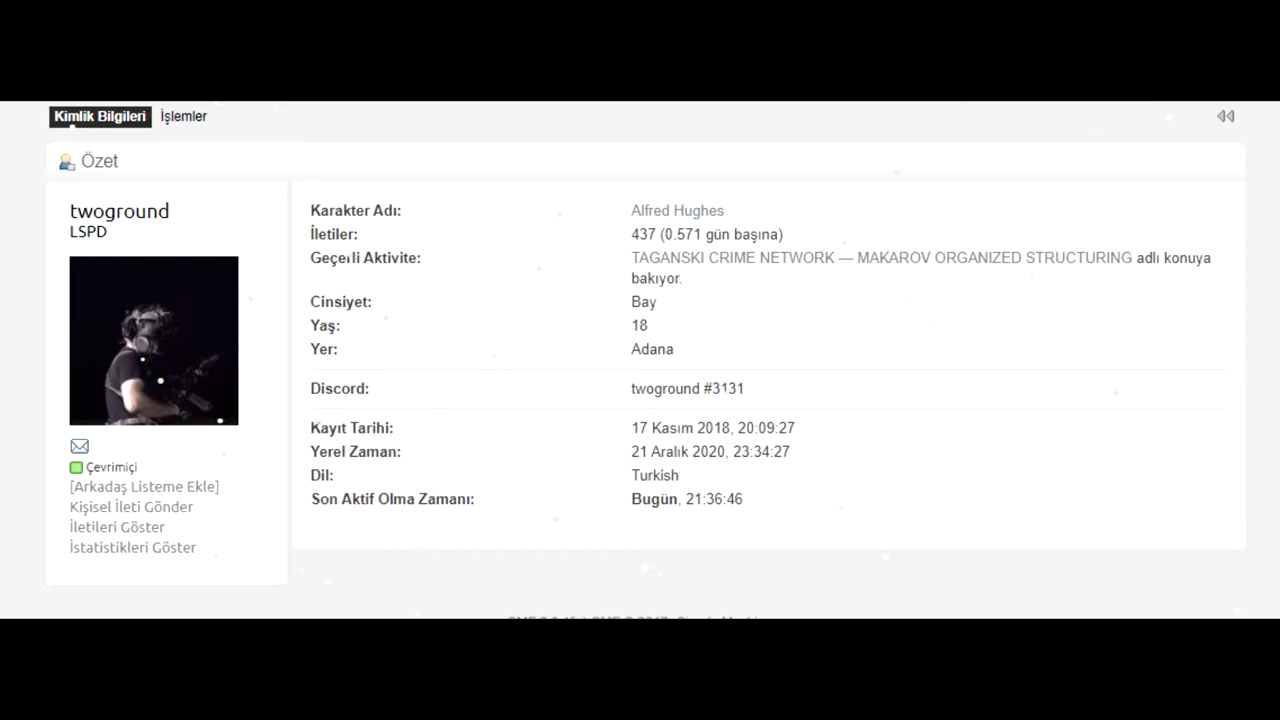 Kimlik Bilgileri İşlemler
Özet
twoground
LSPD
Çevrimiçi
[Arkadaş Listeme Ekle]
Kişisel İleti Gönder
İletileri Göster
İstatistikleri Göster
Karakter Adı: Alfred Hughes
İletiler: 437 (0.571 gün başına)
Geçerli Aktivite: TAGANSKI CRIME NETWORK — MAKAROV ORGANIZED STRUCTURING adlı konuya
bakıyor.
Cinsiyet: Bay
Yaş: 18
Yer: Adana
Discord: twoground #3131
Kayıt Tarihi: 17 Kasım 2018, 20:09:27
Yerel Zaman: 21 Aralık 2020, 23:34:27
Dil: Turkish
Son Aktif Olma Zamanı: Bugün, 21:36:46